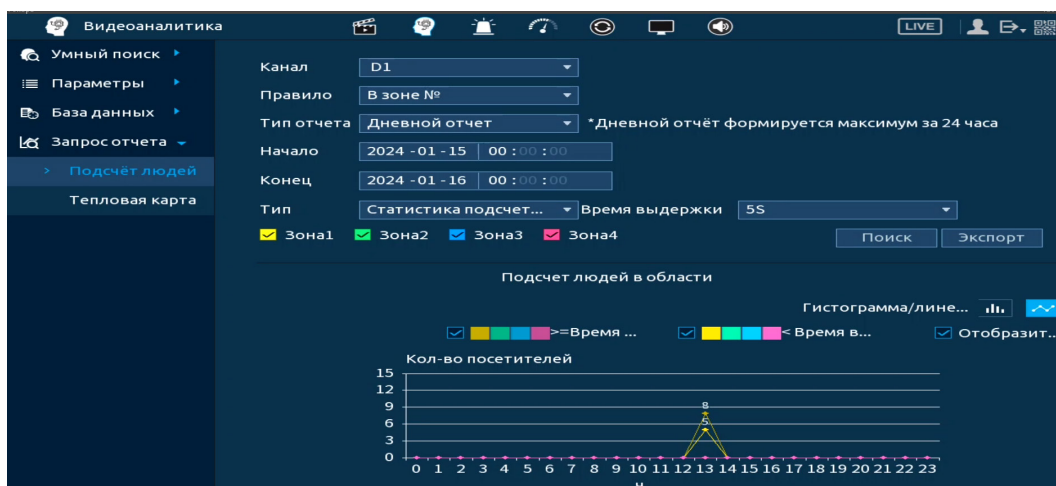 Видеоаналитика LIVE
Умный поиск
Параметры
База данных
Запрос отчета
> Подсчёт людей
Тепловая карта
Канал D1
Правило В зоне №
Тип отчета Дневной отчет *Дневной отчёт формируется максимум за 24 часа
Начало 2024 -01 -15 00 :00 :00
Конец 2024 -01 -16 00 :00 :00
Тип Статистика подсчет... Время выдержки 5S
Зона1 Зона2 Зона3 Зона4 Поиск Экспорт
Подсчет людей в области
Гистограмма/лине...
>=Время ... < Время в... Отобразит...
Кол-во посетителей
15
12
9
6
3
0
8
5
0 1 2 3 4 5 6 7 8 9 10 11 12 13 14 15 16 17 18 19 20 21 22 23